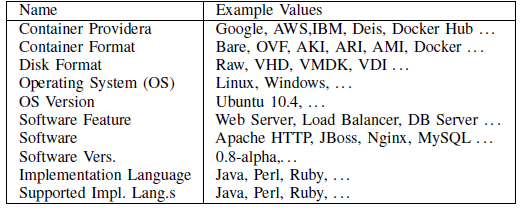 Name Example Values
Container Providera Google, AWS,IBM, Deis, Docker Hub ...
Container Format Bare, OVF, AKI, ARI, AMI, Docker ...
Disk Format Raw, VHD, VMDK, VDI ...
Operating System (OS) Linux, Windows, ...
OS Version Ubuntu 10.4, ...
Software Feature Web Server, Load Balancer, DB Server ...
Software Apache HTTP, JBoss, Nginx, MySQL ...
Software Vers. 0.8-alpha,...
Implementation Language Java, Perl, Ruby, ...
Supported Impl. Lang.s Java, Perl, Ruby, ...